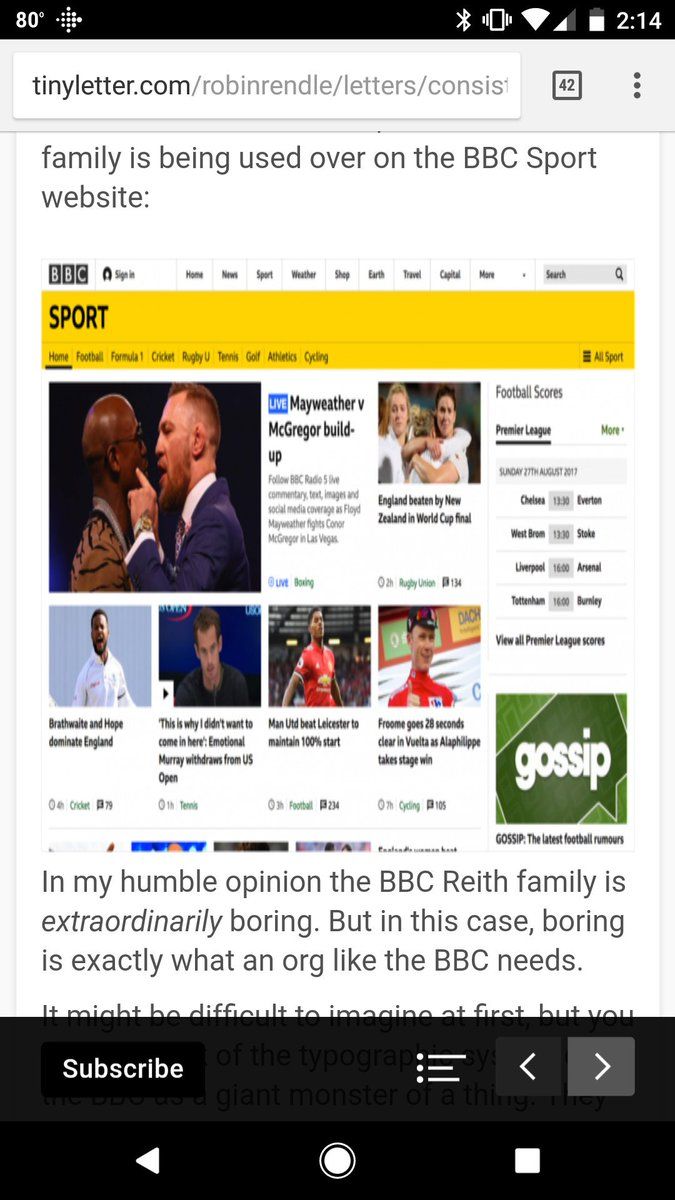 80°
2:14
tinyletter.com/robinrendle/letters/consist
42
family is being used over on the BBC Sport
website:
BBC Sign in Home News Sport Weather Shop Earth Travel Capital More Search
SPORT
Home Football Formula 1 Cricket Rugby U Tennis Golf Athletics Cycling All Sport
LIVE Mayweather v
McGregor build-
up
Follow BBC Radio 5 live
commentary, text, images and
social media coverage as Floyd
Mayweather fights Conor
McGregor in Las Vegas.
LIVE Boxing
England beaten by New
Zealand in World Cup final
2h Rugby Union 134
Football Scores
Premier League More
SUNDAY 27TH AUGUST 2017
Chelsea 13:30 Everton
West Brom 13:30 Stoke
Liverpool 16:00 Arsenal
Tottenham 16:00 Burnley
View all Premier League scores
Brathwaite and Hope
dominate England
4h Cricket 79
'This is why I didn't want to
come in here': Emotional
Murray withdraws from US
Open
1h Tennis
Man Utd beat Leicester to
maintain 100% start
3h Football 234
Froome goes 28 seconds
clear in Vuelta as Alaphilippe
takes stage win
7h Cycling 105
gossip
GOSSIP: The latest football rumours
In my humble opinion the BBC Reith family is
extraordinarily boring. But in this case, boring
is exactly what an org like the BBC needs.
It might be difficult to imagine at first, but you
of the typographic
the BBC as a giant monster of a thing. They
Subscribe